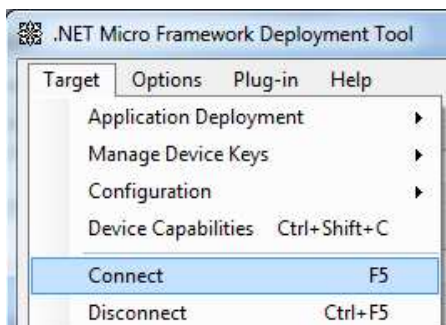 .NET Micro Framework Deployment Tool
Target Options Plug-in Help
Application Deployment
Manage Device Keys
Configuration
Device Capabilities Ctrl+Shift+C
Connect F5
Disconnect Ctrl+F5